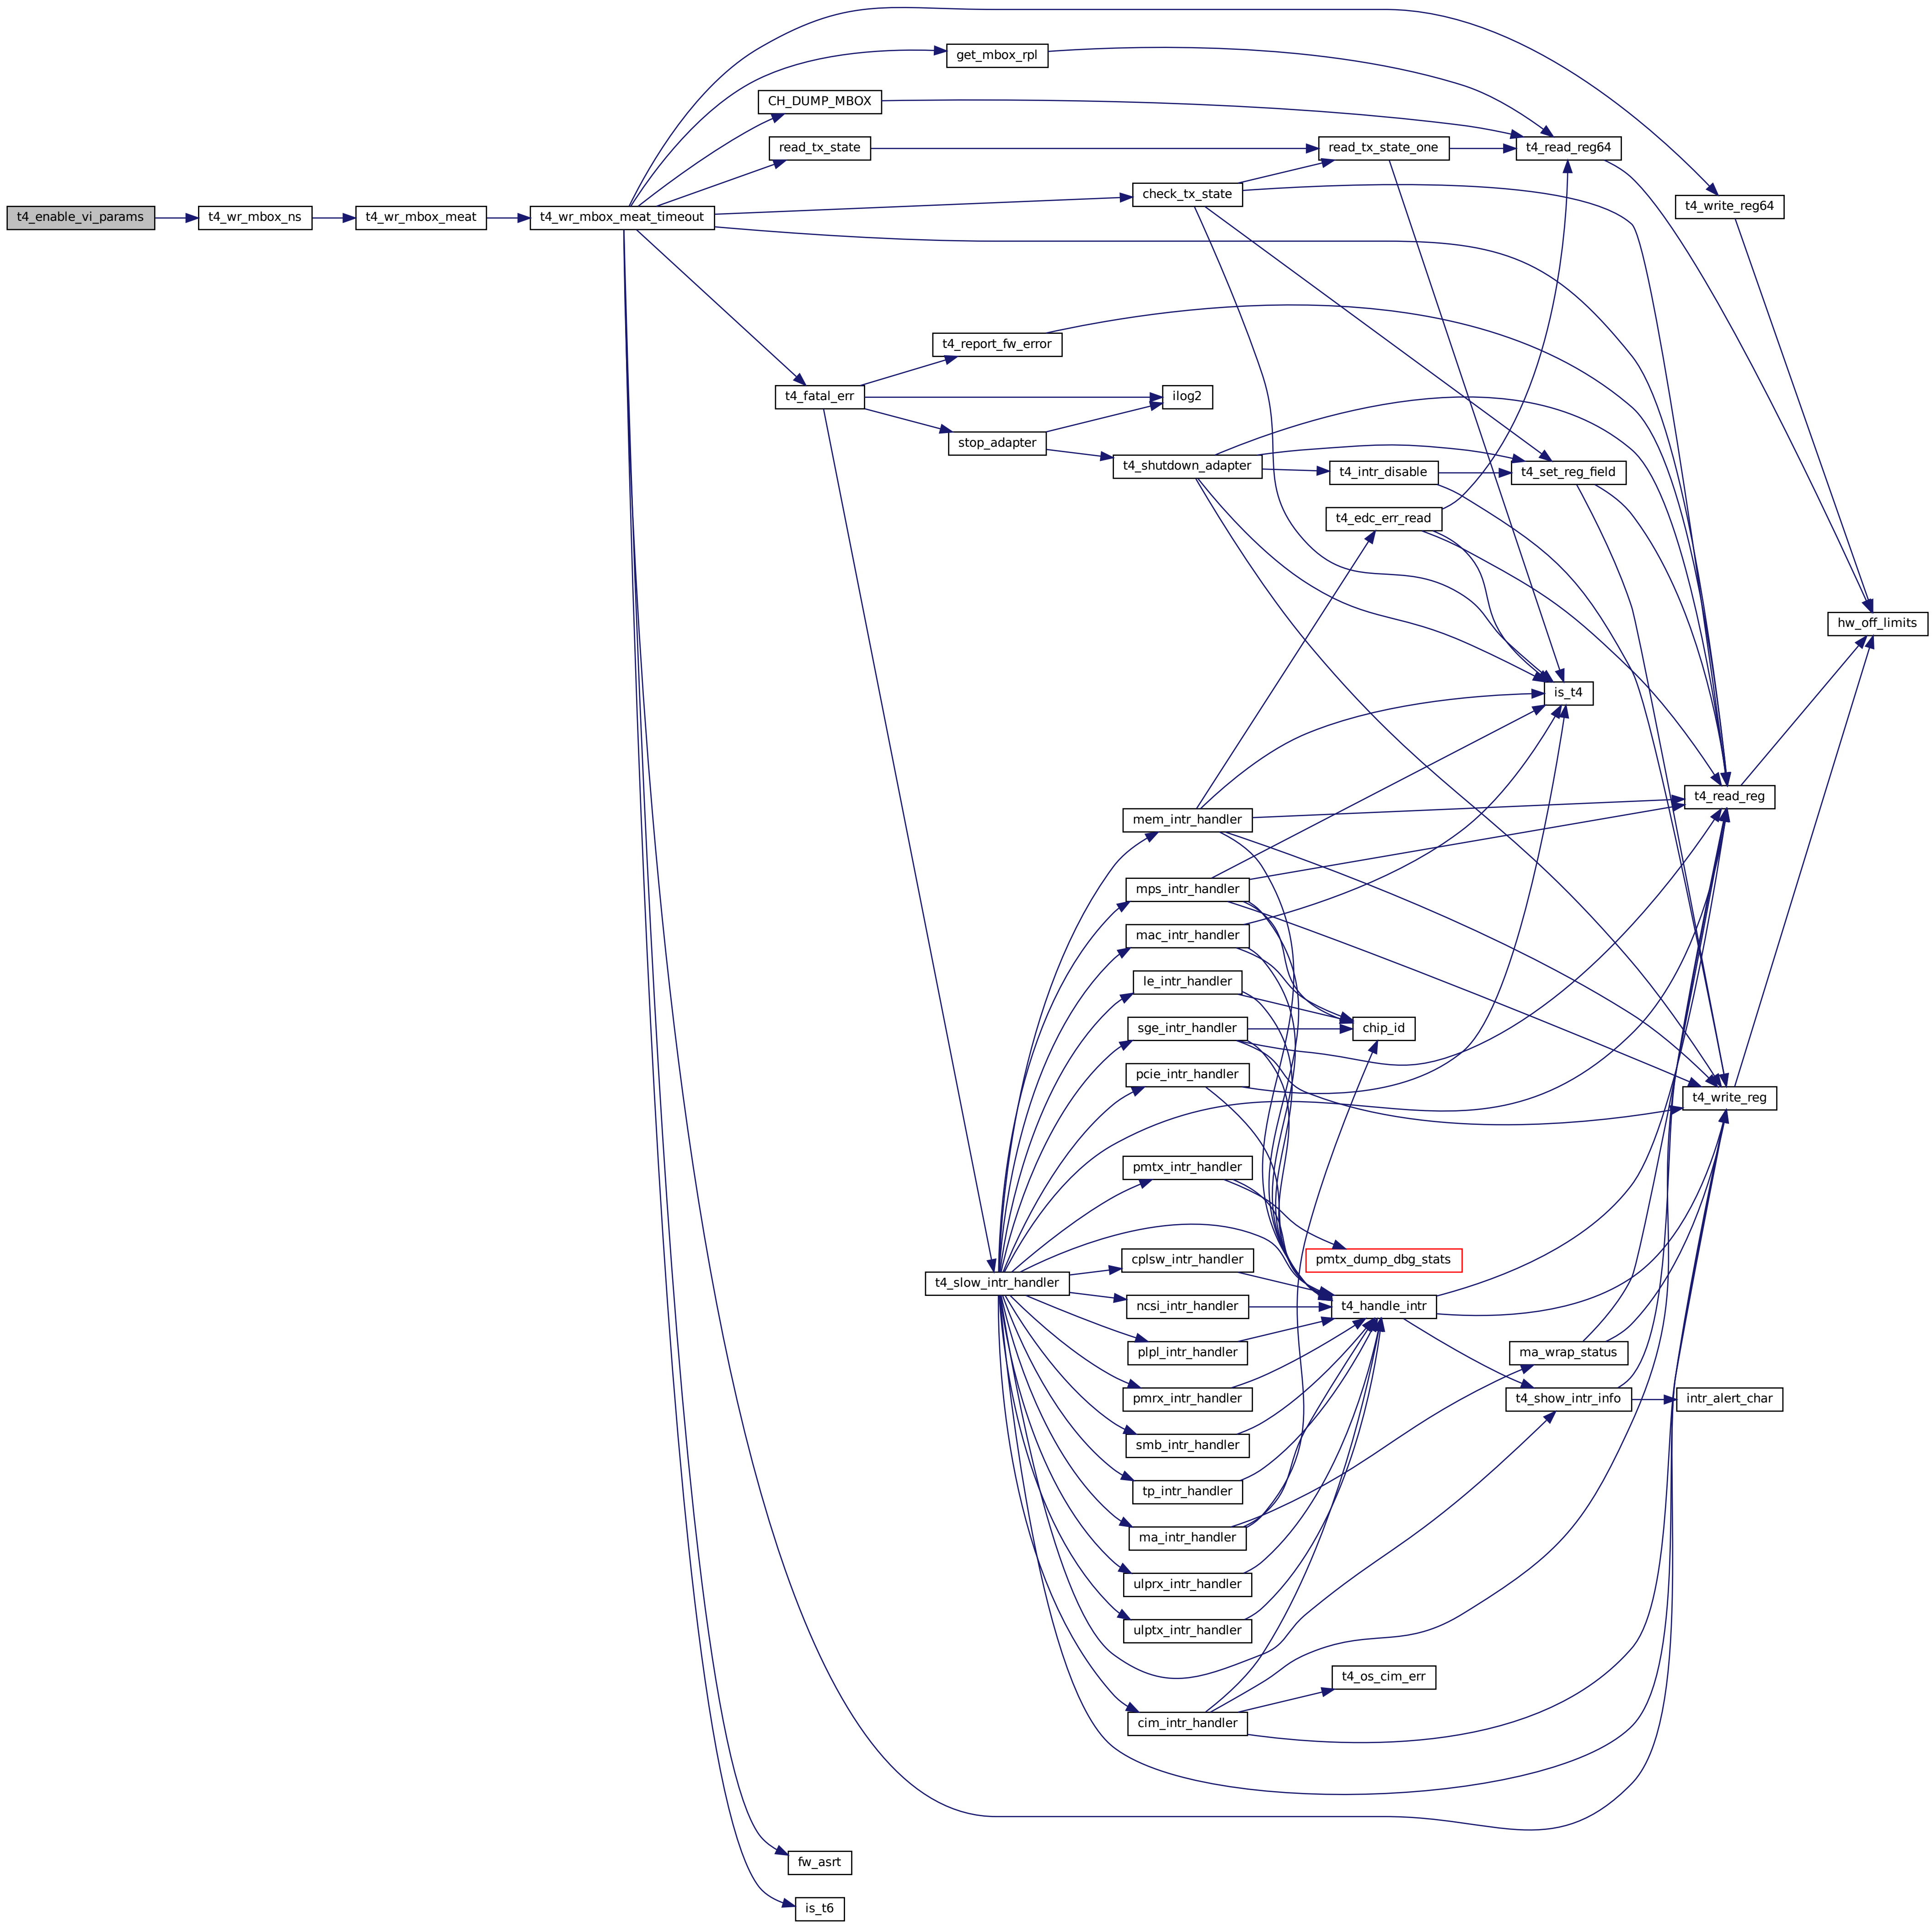 t4_enable_vi_params
t4_wr_mbox_ns
t4_wr_mbox_meat
t4_wr_mbox_meat_timeout
get_mbox_rpl
CH_DUMP_MBOX
read_tx_state
read_tx_state_one
t4_read_reg64
check_tx_state
t4_write_reg64
t4_report_fw_error
t4_fatal_err
ilog2
stop_adapter
t4_shutdown_adapter
t4_intr_disable
t4_set_reg_field
t4_edc_err_read
hw_off_limits
is_t4
t4_read_reg
mem_intr_handler
mps_intr_handler
mac_intr_handler
le_intr_handler
sge_intr_handler
chip_id
pcie_intr_handler
t4_write_reg
pmtx_intr_handler
cplsw_intr_handler
pmtx_dump_dbg_stats
t4_slow_intr_handler
ncsi_intr_handler
t4_handle_intr
plpl_intr_handler
ma_wrap_status
pmrx_intr_handler
t4_show_intr_info
intr_alert_char
smb_intr_handler
tp_intr_handler
ma_intr_handler
ulprx_intr_handler
ulptx_intr_handler
t4_os_cim_err
cim_intr_handler
fw_asrt
is_t6